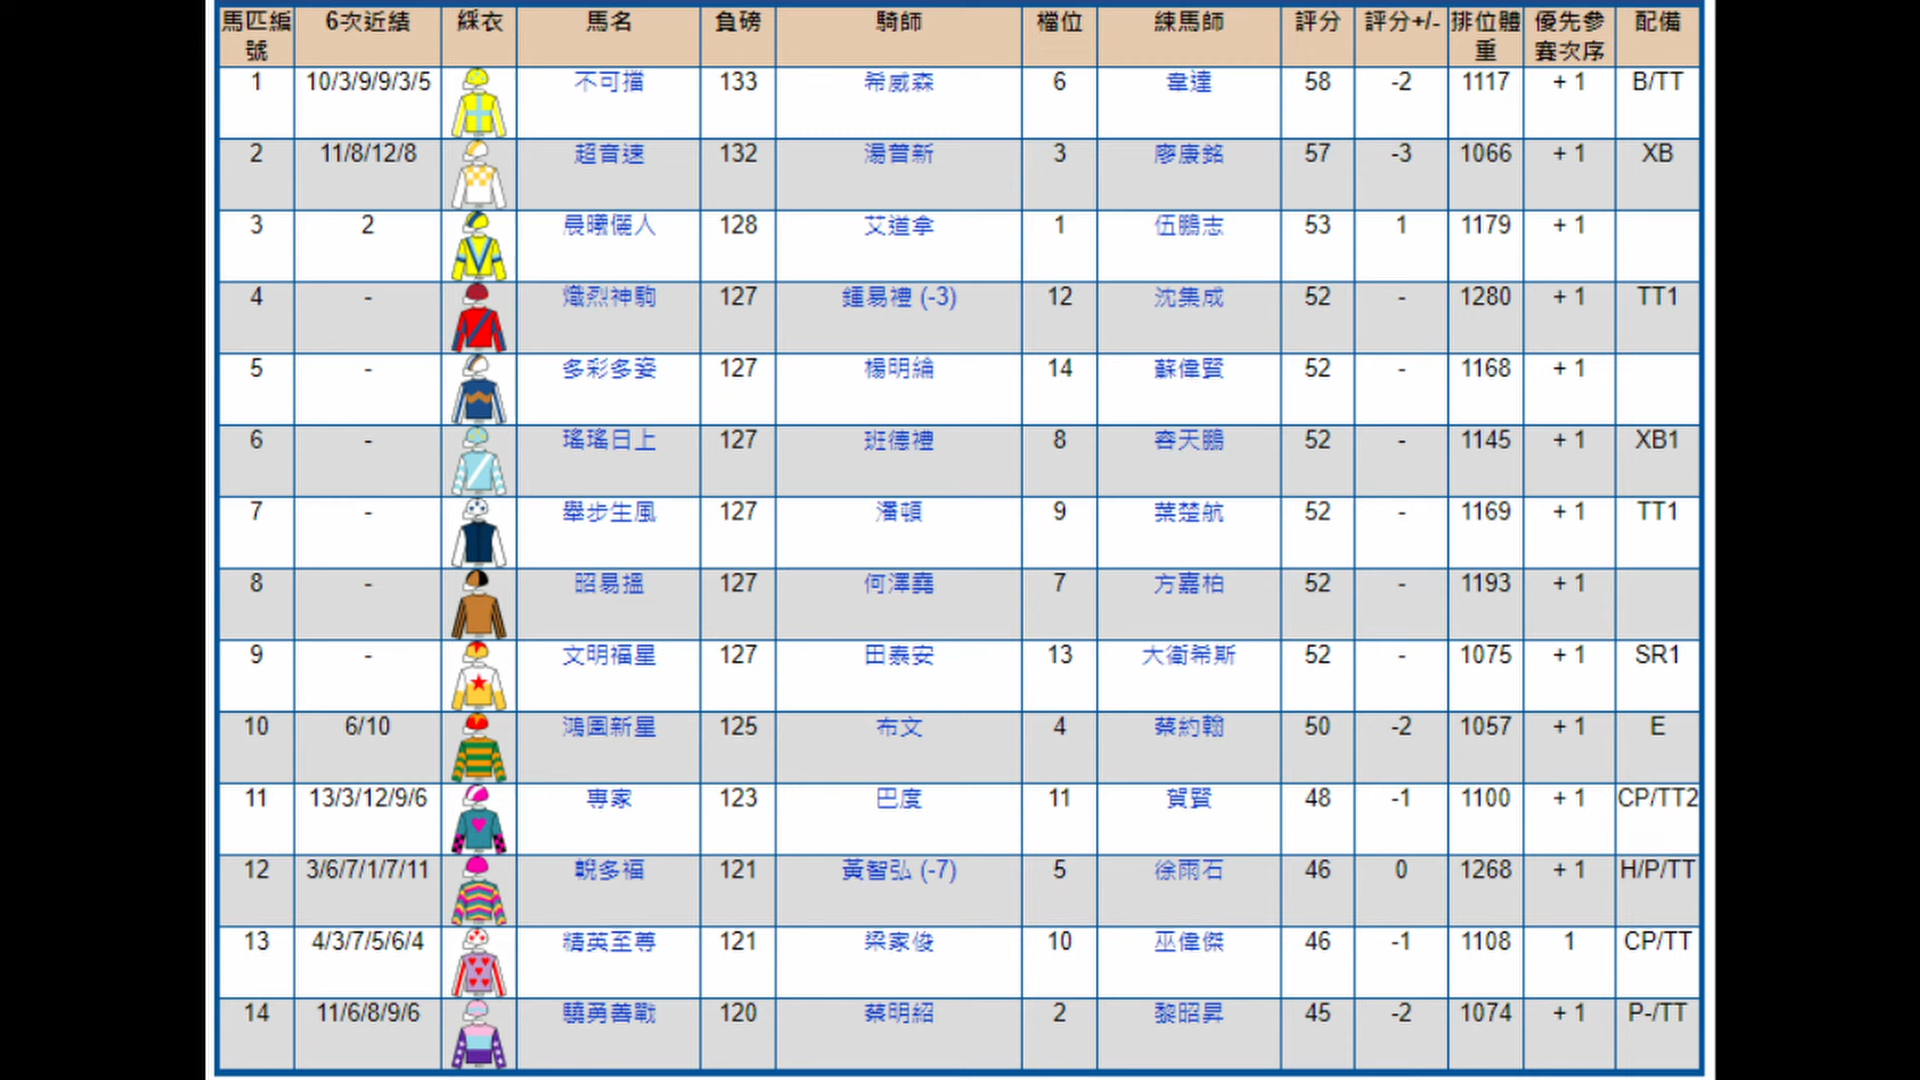 馬匹編號 6次近績 綵衣 馬名 負磅 騎師 檔位 練馬師 評分 評分+/- 排位體重 優先參賽次序 配備
1 10/3/9/9/3/5 不可擋 133 希威森 6 韋達 58 -2 1117 + 1 B/TT
2 11/8/12/8 超音速 132 湯普新 3 廖康銘 57 -3 1066 + 1 XB
3 2 晨曦儷人 128 艾道拿 1 伍鵬志 53 1 1179 + 1
4 - 熾烈神駒 127 鍾易禮 (-3) 12 沈集成 52 - 1280 + 1 TT1
5 - 多彩多姿 127 楊明綸 14 蘇偉賢 52 - 1168 + 1
6 - 瑤瑤日上 127 班德禮 8 容天鵬 52 - 1145 + 1 XB1
7 - 舉步生風 127 潘頓 9 葉楚航 52 - 1169 + 1 TT1
8 - 昭易搵 127 何澤堯 7 方嘉柏 52 - 1193 + 1
9 - 文明福星 127 田泰安 13 大衛希斯 52 - 1075 + 1 SR1
10 6/10 鴻圖新星 125 布文 4 蔡約翰 50 -2 1057 + 1 E
11 13/3/12/9/6 專家 123 巴度 11 賀賢 48 -1 1100 + 1 CP/TT2
12 3/6/7/1/7/11 靚多福 121 黃智弘 (-7) 5 徐雨石 46 0 1268 + 1 H/P/TT
13 4/3/7/5/6/4 精英至尊 121 梁家俊 10 巫偉傑 46 -1 1108 1 CP/TT
14 11/6/8/9/6 驍勇善戰 120 蔡明紹 2 黎昭昇 45 -2 1074 + 1 P-/TT